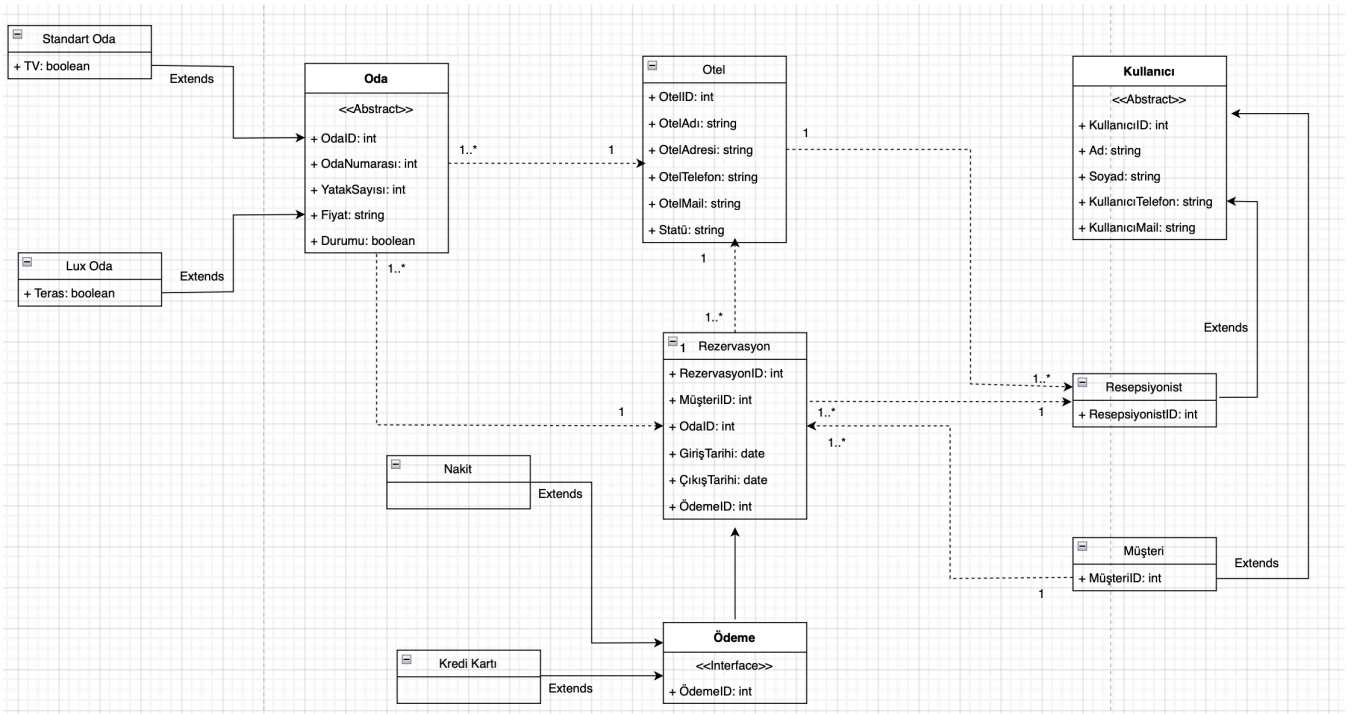 Standart Oda
+ TV: boolean
Extends
Lux Oda
+ Teras: boolean
Extends
Oda
<<Abstract>>
+ OdaID: int
+ OdaNumarası: int
+ YatakSayısı: int
+ Fiyat: string
+ Durumu: boolean
1..*
1
1..*
1
Otel
+ OtelID: int
+ OtelAdı: string
+ OtelAdresi: string
+ OtelTelefon: string
+ OtelMail: string
+ Statü: string
1
1..*
1
1..*
Kullanıcı
<<Abstract>>
+ KullanıcıID: int
+ Ad: string
+ Soyad: string
+ KullanıcıTelefon: string
+ KullanıcıMail: string
Extends
1
Rezervasyon
+ RezervasyonID: int
+ MüşteriID: int
+ OdaID: int
+ GirişTarihi: date
+ ÇıkışTarihi: date
+ ÖdemeID: int
1..*
1
1..*
1
Resepsiyonist
+ ResepsiyonistID: int
Müşteri
+ MüşteriID: int
Extends
Nakit
Extends
Kredi Kartı
Extends
Ödeme
<<Interface>>
+ ÖdemeID: int